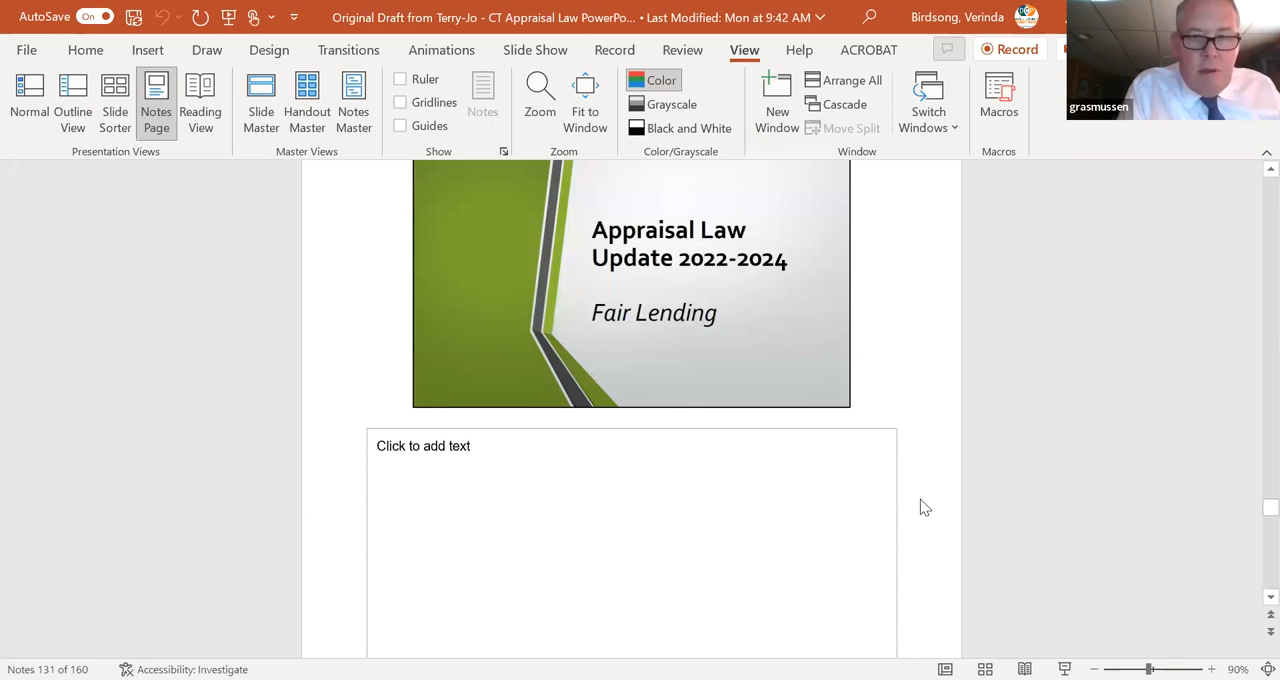 AutoSave On
Original Draft from Terry-Jo - CT Appraisal Law PowerPo... • Last Modified: Mon at 9:42 AM
Birdsong, Verinda
File Home Insert Draw Design Transitions Animations Slide Show Record Review View Help ACROBAT
Record
grasmussen
Normal
Outline View
Slide Sorter
Notes Page
Reading View
Presentation Views
Slide Master
Handout Master
Notes Master
Master Views
Ruler
Gridlines
Guides
Notes
Show
Zoom
Fit to Window
Zoom
Color
Grayscale
Black and White
Color/Grayscale
New Window
Arrange All
Cascade
Move Split
Switch Windows
Window
Macros
Macros
Appraisal Law
Update 2022-2024
Fair Lending
Click to add text
Notes 131 of 160
Accessibility: Investigate
90%